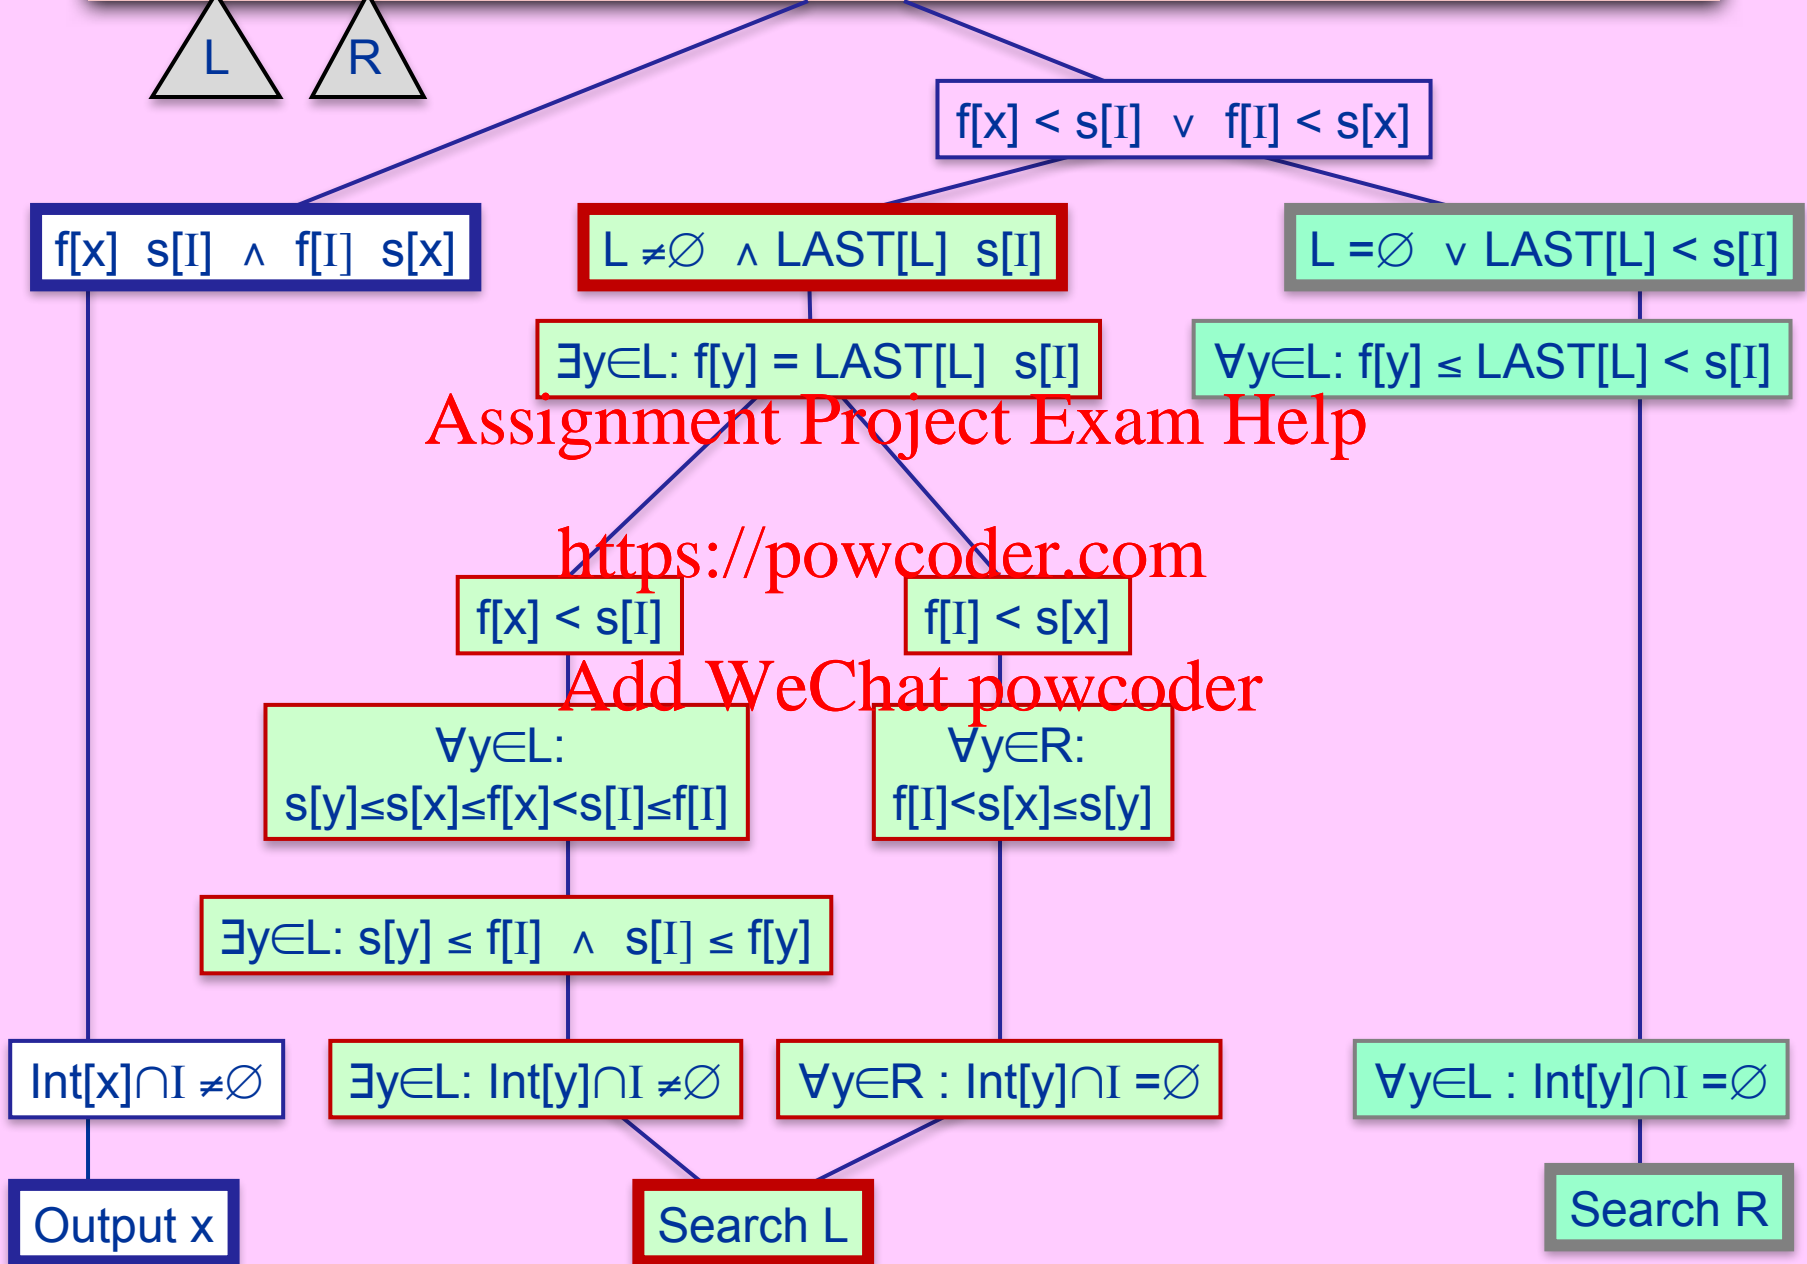 L R
f[x] < s[I] ∨ f[I] < s[x]
f[x] s[I] ∧ f[I] s[x]
L ≠∅ ∧ LAST[L] s[I]
L =∅ ∨ LAST[L] < s[I]
∃y∈L: f[y] = LAST[L] s[I]
∀y∈L: f[y] ≤ LAST[L] < s[I]
Assignment Project Exam Help
https://powcoder.com
f[x] < s[I]
f[I] < s[x]
Add WeChat powcoder
∀y∈L:
s[y]≤s[x]≤f[x]<s[I]≤f[I]
∀y∈R:
f[I]<s[x]≤s[y]
∃y∈L: s[y] ≤ f[I] ∧ s[I] ≤ f[y]
Int[x]∩I ≠∅
∃y∈L: Int[y]∩I ≠∅
∀y∈R : Int[y]∩I =∅
∀y∈L : Int[y]∩I =∅
Output x
Search L
Search R